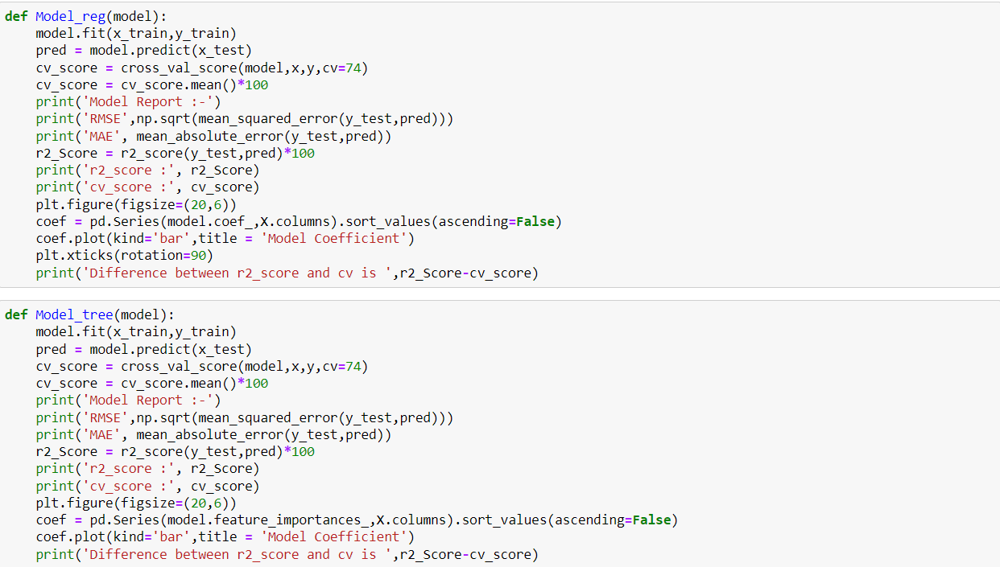 def Model_reg(model):
    model.fit(x_train,y_train)
    pred = model.predict(x_test)
    cv_score = cross_val_score(model,x,y,cv=74)
    cv_score = cv_score.mean()*100
    print('Model Report :-')
    print('RMSE',np.sqrt(mean_squared_error(y_test,pred)))
    print('MAE', mean_absolute_error(y_test,pred))
    r2_Score = r2_score(y_test,pred)*100
    print('r2_score :', r2_Score)
    print('cv_score :', cv_score)
    plt.figure(figsize=(20,6))
    coef = pd.Series(model.coef_,X.columns).sort_values(ascending=False)
    coef.plot(kind='bar',title = 'Model Coefficient')
    plt.xticks(rotation=90)
    print('Difference between r2_score and cv is ',r2_Score-cv_score)
def Model_tree(model):
    model.fit(x_train,y_train)
    pred = model.predict(x_test)
    cv_score = cross_val_score(model,x,y,cv=74)
    cv_score = cv_score.mean()*100
    print('Model Report :-')
    print('RMSE',np.sqrt(mean_squared_error(y_test,pred)))
    print('MAE', mean_absolute_error(y_test,pred))
    r2_Score = r2_score(y_test,pred)*100
    print('r2_score :', r2_Score)
    print('cv_score :', cv_score)
    plt.figure(figsize=(20,6))
    coef = pd.Series(model.feature_importances_,X.columns).sort_values(ascending=False)
    coef.plot(kind='bar',title = 'Model Coefficient')
    print('Difference between r2_score and cv is ',r2_Score-cv_score)